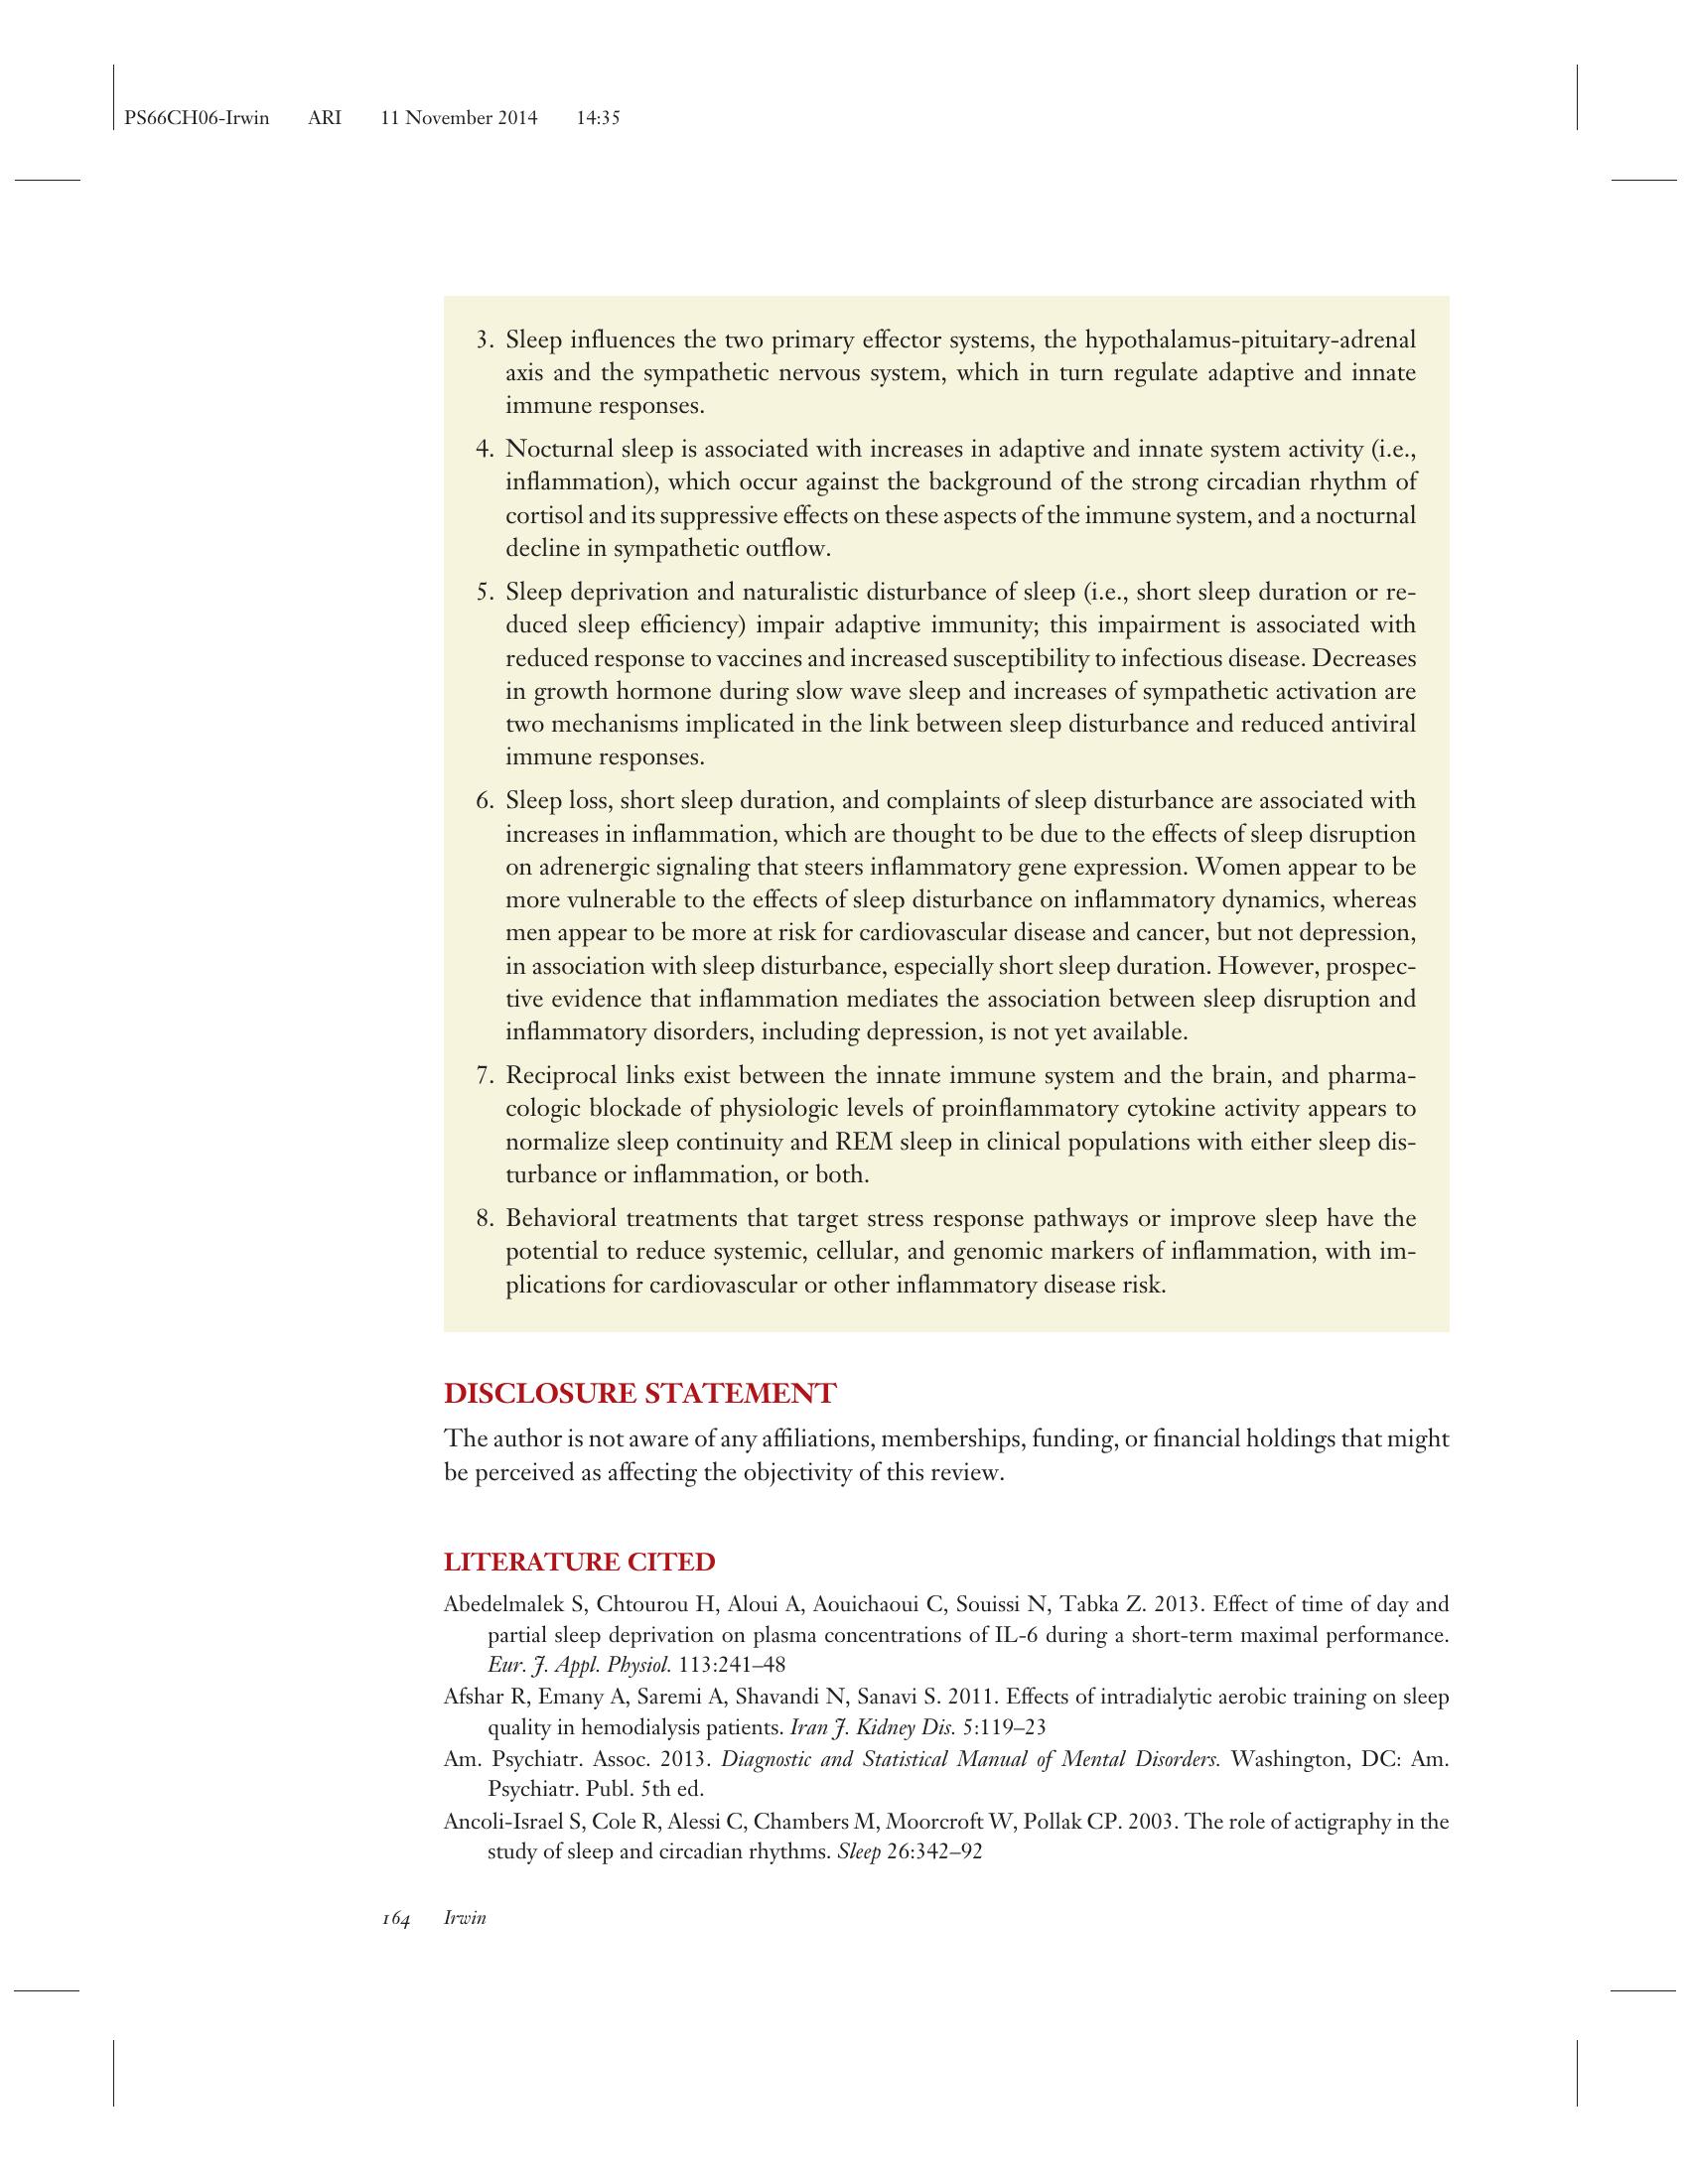 PS66CH06-Irwin ARI 11 November 2014 14:35
3. Sleep influences the two primary effector systems, the hypothalamus-pituitary-adrenal
axis and the sympathetic nervous system, which in turn regulate adaptive and innate
immune responses.
4. Nocturnal sleep is associated with increases in adaptive and innate system activity (i.e.,
inflammation), which occur against the background of the strong circadian rhythm of
cortisol and its suppressive effects on these aspects of the immune system, and a nocturnal
decline in sympathetic outflow.
5. Sleep deprivation and naturalistic disturbance of sleep (i.e., short sleep duration or re-
duced sleep efficiency) impair adaptive immunity; this impairment is associated with
reduced response to vaccines and increased susceptibility to infectious disease. Decreases
in growth hormone during slow wave sleep and increases of sympathetic activation are
two mechanisms implicated in the link between sleep disturbance and reduced antiviral
immune responses.
6. Sleep loss, short sleep duration, and complaints of sleep disturbance are associated with
increases in inflammation, which are thought to be due to the effects of sleep disruption
on adrenergic signaling that steers inflammatory gene expression. Women appear to be
more vulnerable to the effects of sleep disturbance on inflammatory dynamics, whereas
men appear to be more at risk for cardiovascular disease and cancer, but not depression,
in association with sleep disturbance, especially short sleep duration. However, prospec-
tive evidence that inflammation mediates the association between sleep disruption and
inflammatory disorders, including depression, is not yet available.
7. Reciprocal links exist between the innate immune system and the brain, and pharma-
cologic blockade of physiologic levels of proinflammatory cytokine activity appears to
normalize sleep continuity and REM sleep in clinical populations with either sleep dis-
turbance or inflammation, or both.
8. Behavioral treatments that target stress response pathways or improve sleep have the
potential to reduce systemic, cellular, and genomic markers of inflammation, with im-
plications for cardiovascular or other inflammatory disease risk.
DISCLOSURE STATEMENT
The author is not aware of any affiliations, memberships, funding, or financial holdings that might
be perceived as affecting the objectivity of this review.
LITERATURE CITED
Abedelmalek S, Chtourou H, Aloui A, Aouichaoui C, Souissi N, Tabka Z. 2013. Effect of time of day and
partial sleep deprivation on plasma concentrations of IL-6 during a short-term maximal performance.
Eur. J. Appl. Physiol. 113:241–48
Afshar R, Emany A, Saremi A, Shavandi N, Sanavi S. 2011. Effects of intradialytic aerobic training on sleep
quality in hemodialysis patients. Iran J. Kidney Dis. 5:119–23
Am. Psychiatr. Assoc. 2013. Diagnostic and Statistical Manual of Mental Disorders. Washington, DC: Am.
Psychiatr. Publ. 5th ed.
Ancoli-Israel S, Cole R, Alessi C, Chambers M, Moorcroft W, Pollak CP. 2003. The role of actigraphy in the
study of sleep and circadian rhythms. Sleep 26:342–92
164 Irwin